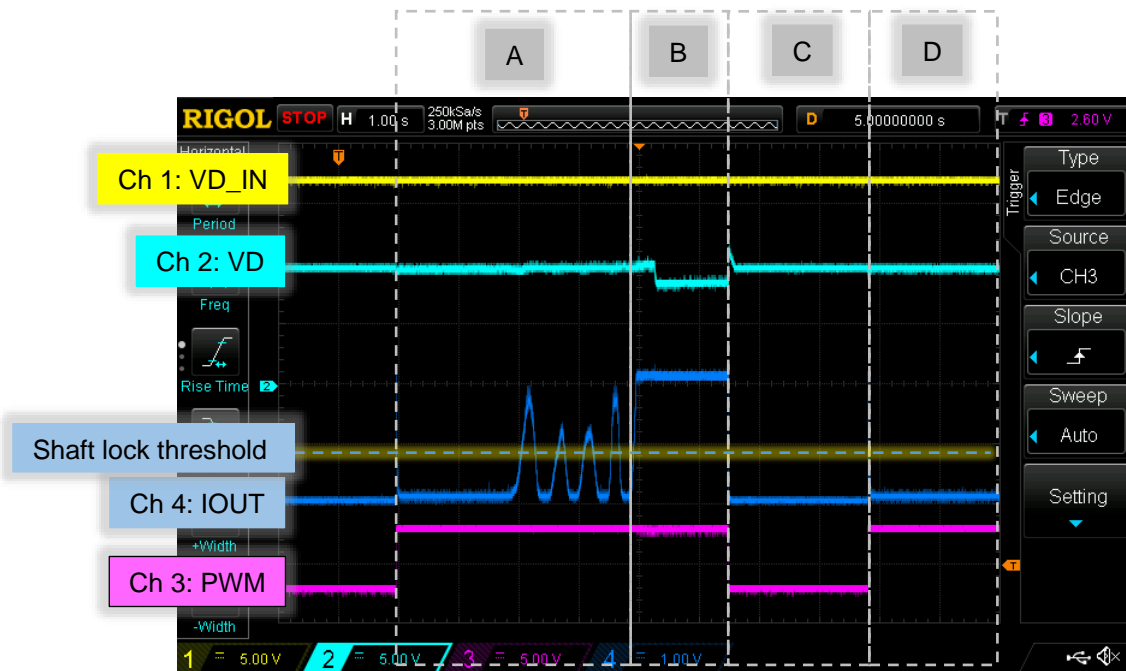 A B C D
RIGOL STOP H 1.00 s 250kSa/s 3.00M pts T D 5.00000000 s T 3 2.60 V
Horizontal
T
Type
Ch 1: VD_IN
Trigger
Edge
Period
Source
Ch 2: VD
CH3
Freq
Slope
Rise Time 2
Sweep
Shaft lock threshold
Auto
Ch 4: IOUT
Setting
+Width
T
Ch 3: PWM
-Width
1 = 5.00 V 2 = 5.00 V 3 = 5.00 V 4 = 1.00 V